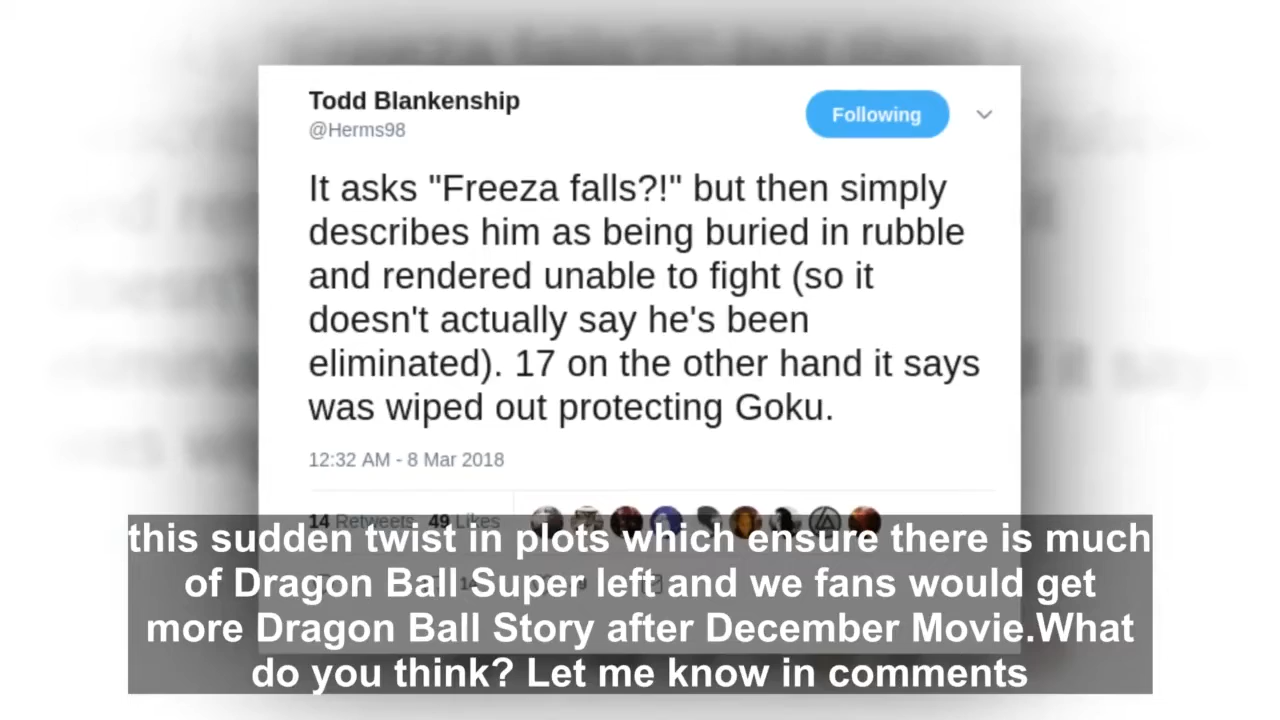 Todd Blankenship
Following
@Herms98
It asks "Freeza falls?!" but then simply
describes him as being buried in rubble
and rendered unable to fight (so it
doesn't actually say he's been
eliminated). 17 on the other hand it says
was wiped out protecting Goku.
12:32 AM - 8 Mar 2018
14 Retweets 49 Likes
this sudden twist in plots which ensure there is much
of Dragon Ball Super left and we fans would get
more Dragon Ball Story after December Movie.What
do you think? Let me know in comments